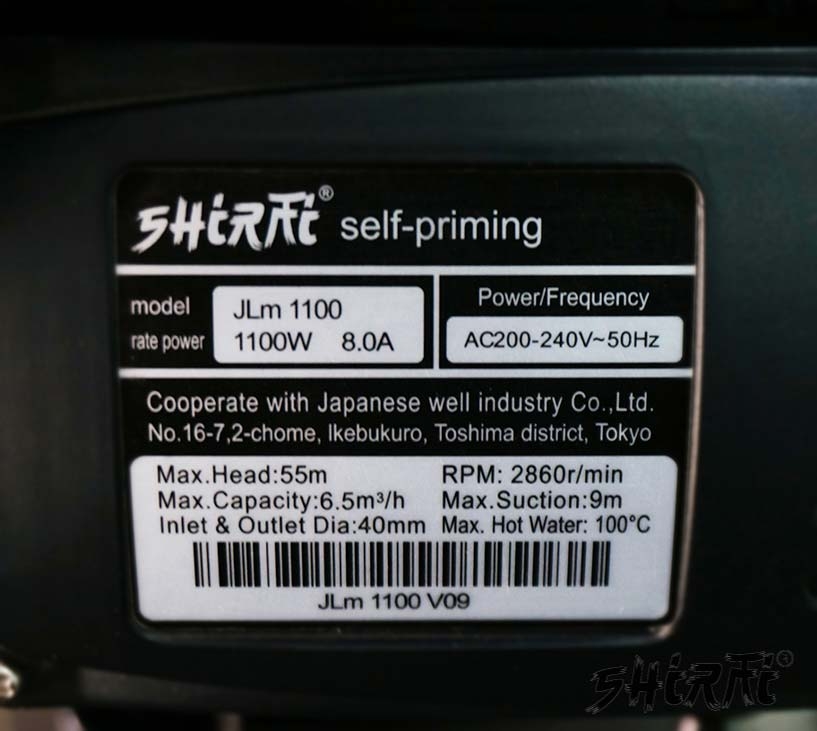 SHiRAi® self-priming
model JLm 1100
rate power 1100W 8.0A
Power/Frequency
AC200-240V~50Hz
Cooperate with Japanese well industry Co.,Ltd.
No.16-7,2-chome, Ikebukuro, Toshima district, Tokyo
Max.Head:55m RPM: 2860r/min
Max.Capacity:6.5m³/h Max.Suction:9m
Inlet & Outlet Dia:40mm Max. Hot Water: 100°C
JLm 1100 V09
SHiRAi®